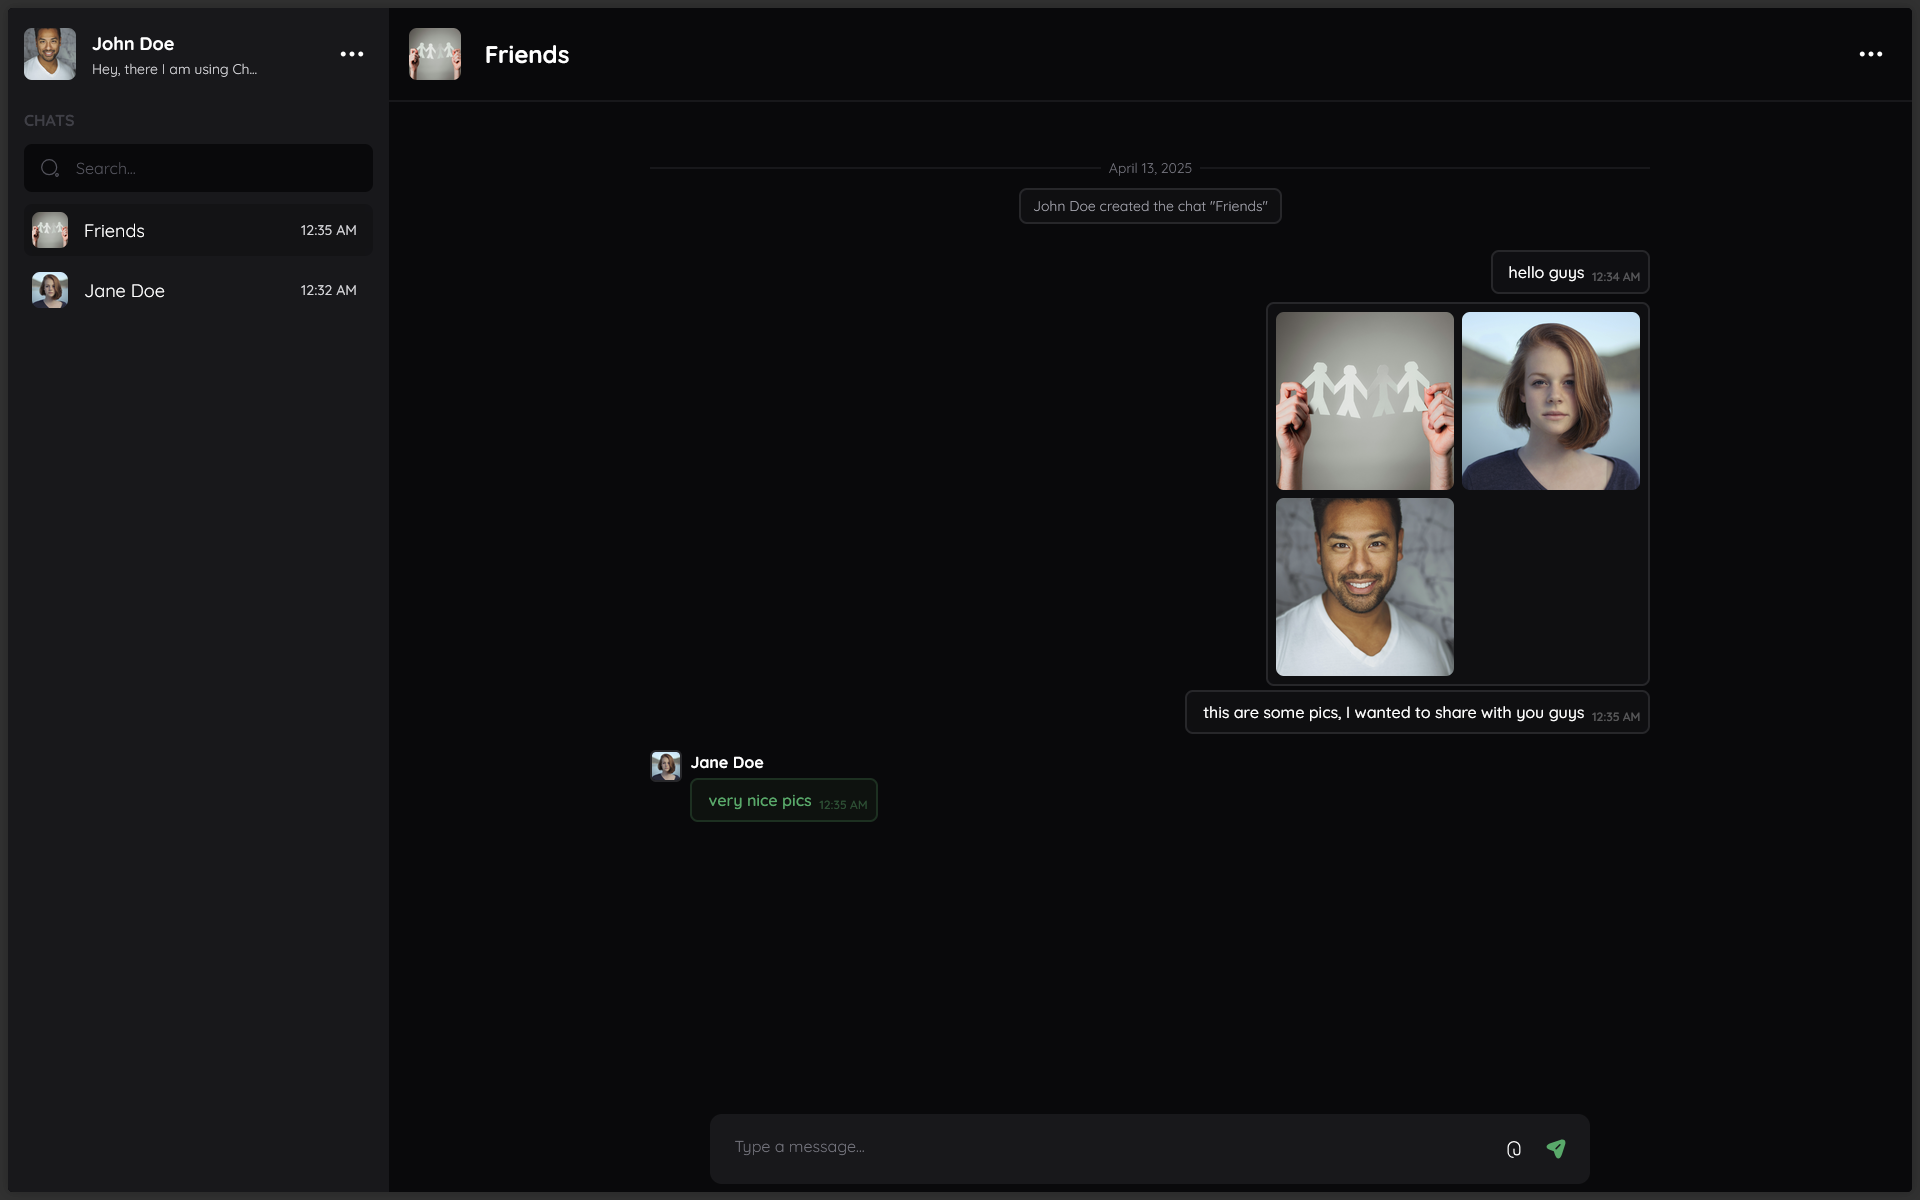 John Doe
Hey, there I am using Ch...
CHATS
Search...
Friends 12:35 AM
Jane Doe 12:32 AM
Friends
April 13, 2025
John Doe created the chat "Friends"
hello guys 12:34 AM
this are some pics, I wanted to share with you guys 12:35 AM
Jane Doe
very nice pics 12:35 AM
Type a message...